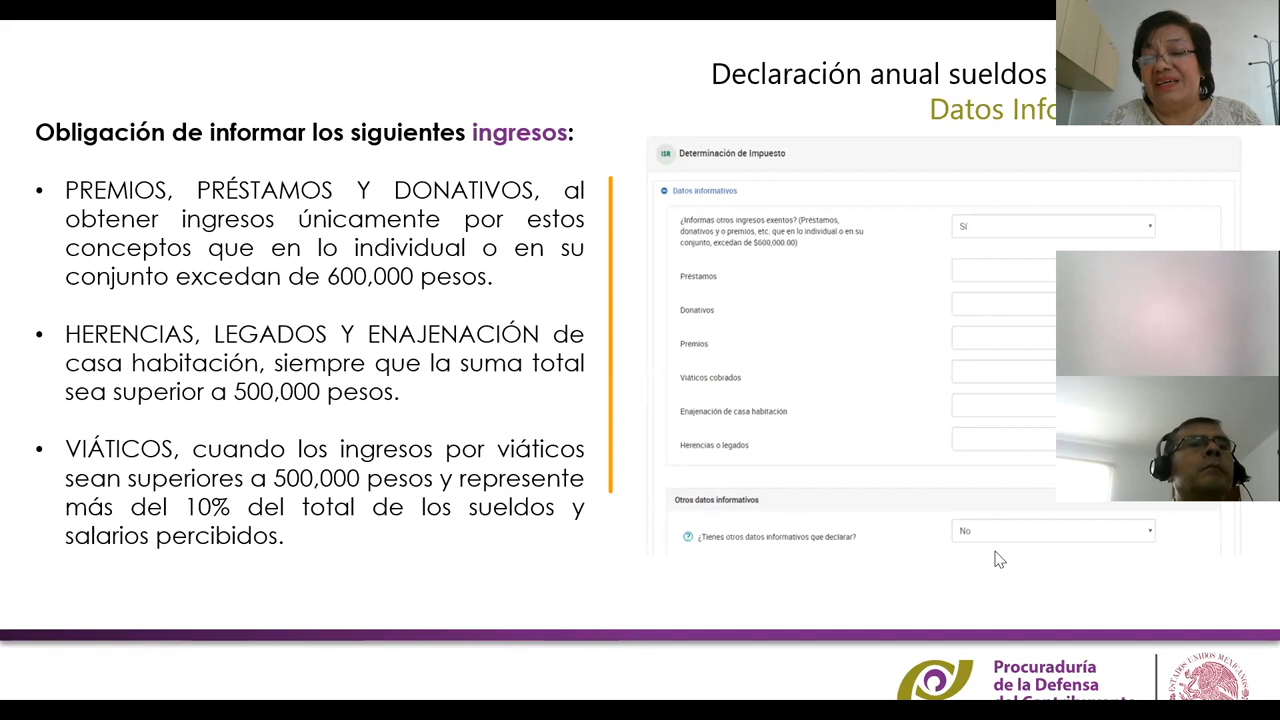 Declaración anual sueldos
Datos Info
Obligación de informar los siguientes ingresos:
• PREMIOS, PRÉSTAMOS Y DONATIVOS, al
obtener ingresos únicamente por estos
conceptos que en lo individual o en su
conjunto excedan de 600,000 pesos.
• HERENCIAS, LEGADOS Y ENAJENACIÓN de
casa habitación, siempre que la suma total
sea superior a 500,000 pesos.
• VIÁTICOS, cuando los ingresos por viáticos
sean superiores a 500,000 pesos y represente
más del 10% del total de los sueldos y
salarios percibidos.
ISR Determinación de Impuesto
Datos informativos
¿Informas otros ingresos exentos? (Préstamos,
donativos y o premios, etc. que en lo individual o en su
conjunto, excedan de $600,000.00)
Sí
Préstamos
Donativos
Premios
Viáticos cobrados
Enajenación de casa habitación
Herencias o legados
Otros datos informativos
¿Tienes otros datos informativos que declarar?
No
Procuraduría
de la Defensa
del Contribuyente
ESTADOS UNIDOS MEXICANOS